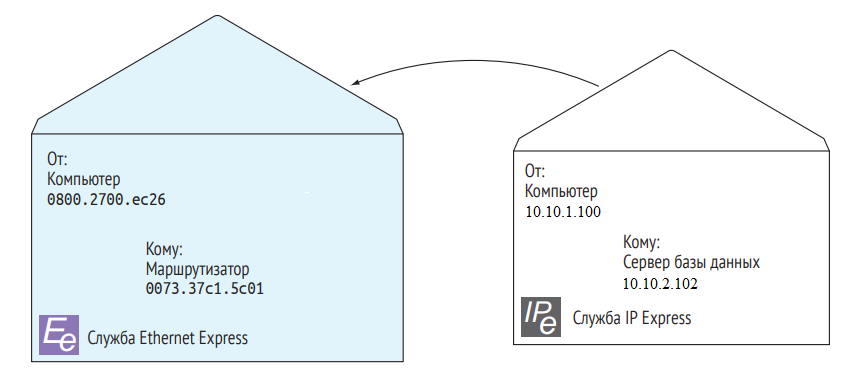 От:
Компьютер
0800.2700.ec26
Кому:
Маршрутизатор
0073.37c1.5c01
Ee
Служба Ethernet Express
От:
Компьютер
10.10.1.100
Кому:
Сервер базы данных
10.10.2.102
IPe
Служба IP Express